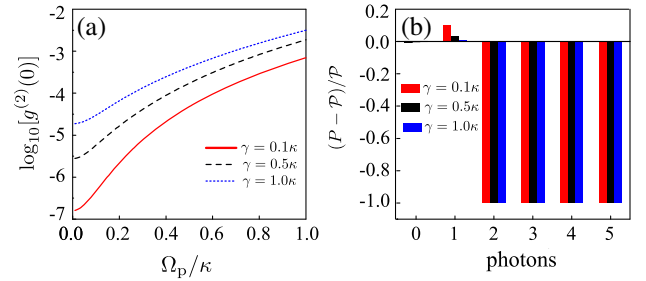 (a)
log₁₀[g⁽²⁾(0)]
-2
-3
-4
-5
-6
-7
γ = 0.1κ
γ = 0.5κ
γ = 1.0κ
0.0 0.2 0.4 0.6 0.8 1.0
Ωₚ/κ
(b)
(P − 𝒫)/𝒫
0.2
0.0
-0.2
-0.4
-0.6
-0.8
-1.0
γ = 0.1κ
γ = 0.5κ
γ = 1.0κ
0 1 2 3 4 5
photons